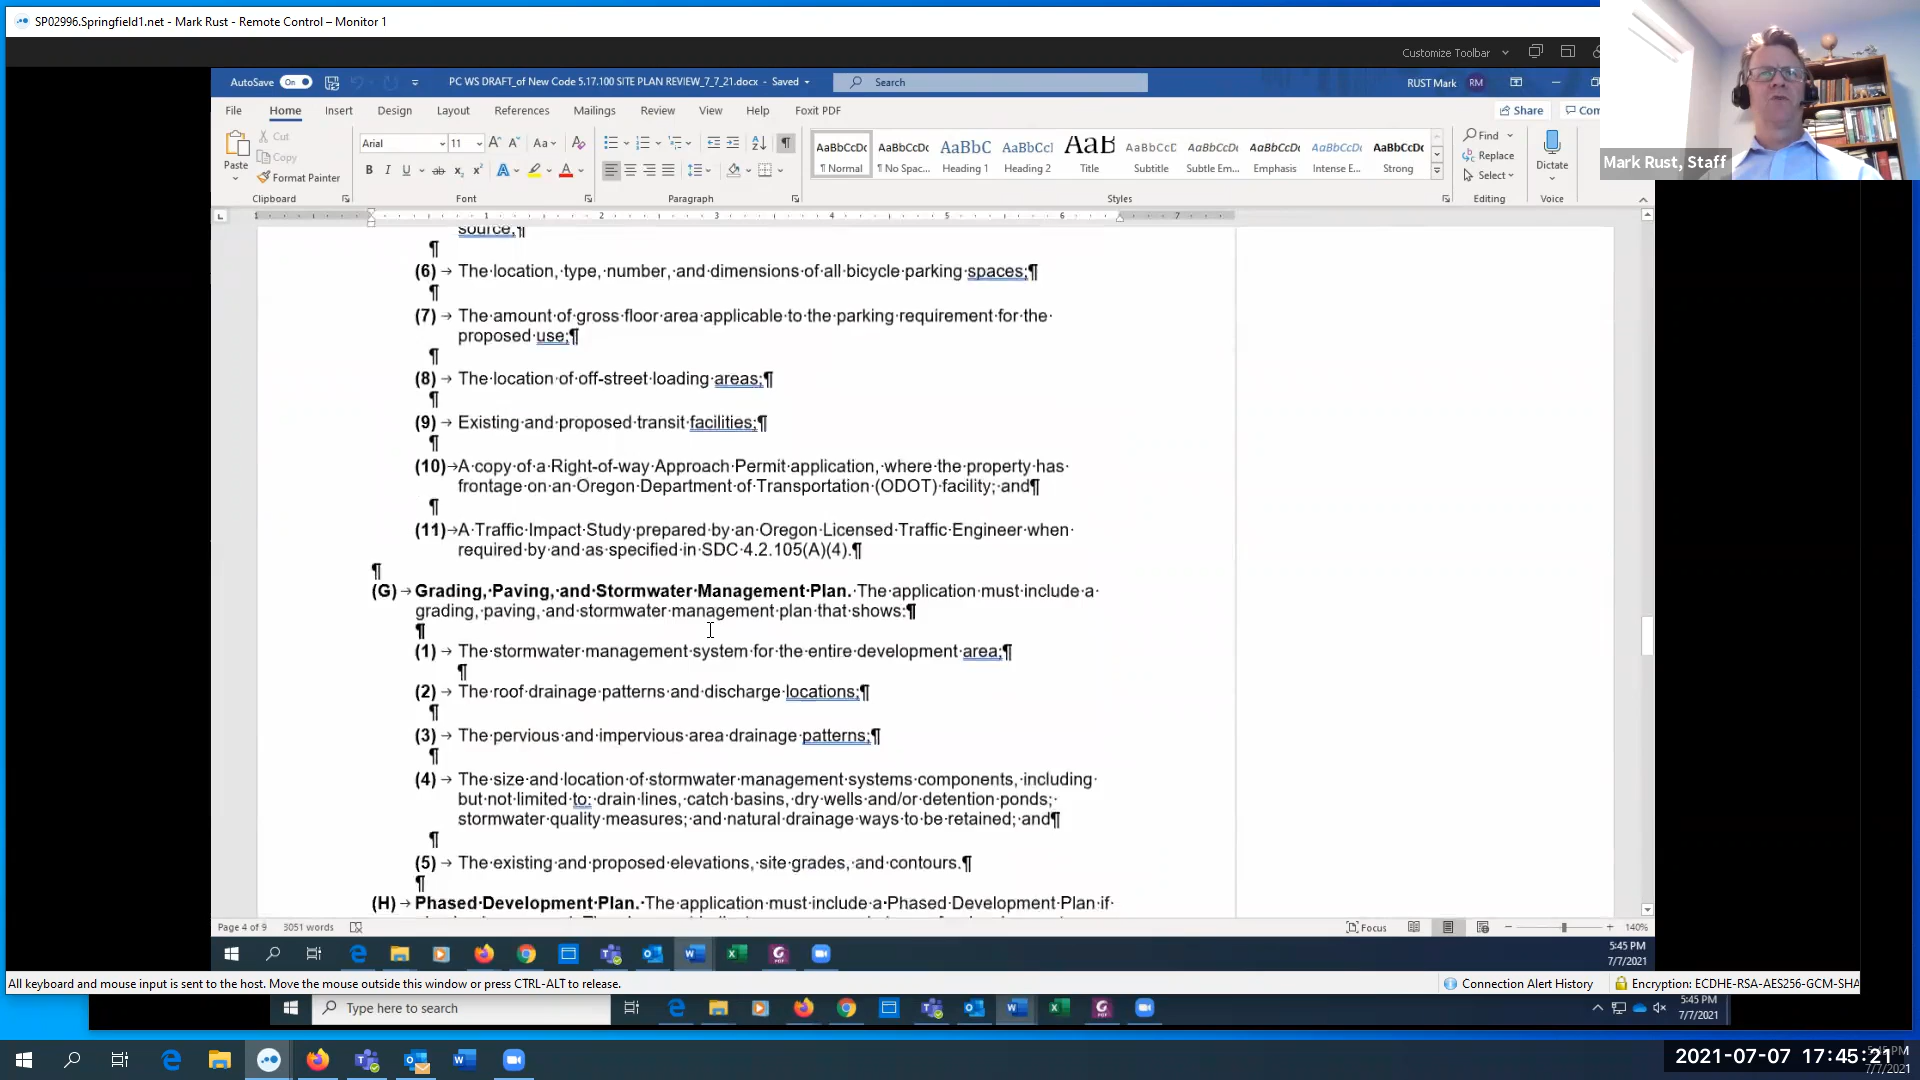 SP02996.Springfield1.net - Mark Rust - Remote Control – Monitor 1
Customize Toolbar
AutoSave On
PC WS DRAFT_of New Code 5.17.100 SITE PLAN REVIEW_7_7_21.docx - Saved
Search
RUST Mark RM
File Home Insert Design Layout References Mailings Review View Help Foxit PDF
Share Com
Mark Rust, Staff
Paste
Cut
Copy
Format Painter
Arial 11
Aa
AaBbCcDc AaBbCcDc AaBbC AaBbCcI AaB AaBbCcD AaBbCcDc AaBbCcDc AaBbCcDc AaBbCcDc
¶ Normal ¶ No Spac... Heading 1 Heading 2 Title Subtitle Subtle Em... Emphasis Intense E... Strong
Find
Replace
Select
Dictate
Clipboard Font Paragraph Styles Editing Voice
1 1 2 3 4 5 6 7
source;¶
¶
(6) → The·location,·type,·number,·and·dimensions·of·all·bicycle·parking·spaces;¶
¶
(7) → The·amount·of·gross·floor·area·applicable·to·the·parking·requirement·for·the·
proposed·use;¶
¶
(8) → The·location·of·off-street·loading·areas;¶
¶
(9) → Existing·and·proposed·transit·facilities;¶
¶
(10)→A·copy·of·a·Right-of-way·Approach·Permit·application,·where·the·property·has·
frontage·on·an·Oregon·Department·of·Transportation·(ODOT)·facility;·and¶
¶
(11)→A·Traffic·Impact·Study·prepared·by·an·Oregon·Licensed·Traffic·Engineer·when·
required·by·and·as·specified·in·SDC·4.2.105(A)(4).¶
¶
(G) → Grading,·Paving,·and·Stormwater·Management·Plan.·The·application·must·include·a·
grading,·paving,·and·stormwater·management·plan·that·shows:¶
¶
(1) → The·stormwater·management·system·for·the·entire·development·area;¶
¶
(2) → The·roof·drainage·patterns·and·discharge·locations;¶
¶
(3) → The·pervious·and·impervious·area·drainage·patterns;¶
¶
(4) → The·size·and·location·of·stormwater·management·systems·components,·including·
but·not·limited·to:·drain·lines,·catch·basins,·dry·wells·and/or·detention·ponds;·
stormwater·quality·measures;·and·natural·drainage·ways·to·be·retained;·and¶
¶
(5) → The·existing·and·proposed·elevations,·site·grades,·and·contours.¶
¶
(H) → Phased·Development·Plan.·The·application·must·include·a·Phased·Development·Plan·if·
Page 4 of 9 3051 words
Focus 140%
5:45 PM
7/7/2021
All keyboard and mouse input is sent to the host. Move the mouse outside this window or press CTRL-ALT to release.
Connection Alert History
Encryption: ECDHE-RSA-AES256-GCM-SHA
Type here to search
5:45 PM
7/7/2021
2021-07-07 17:45:21
7/7/2021